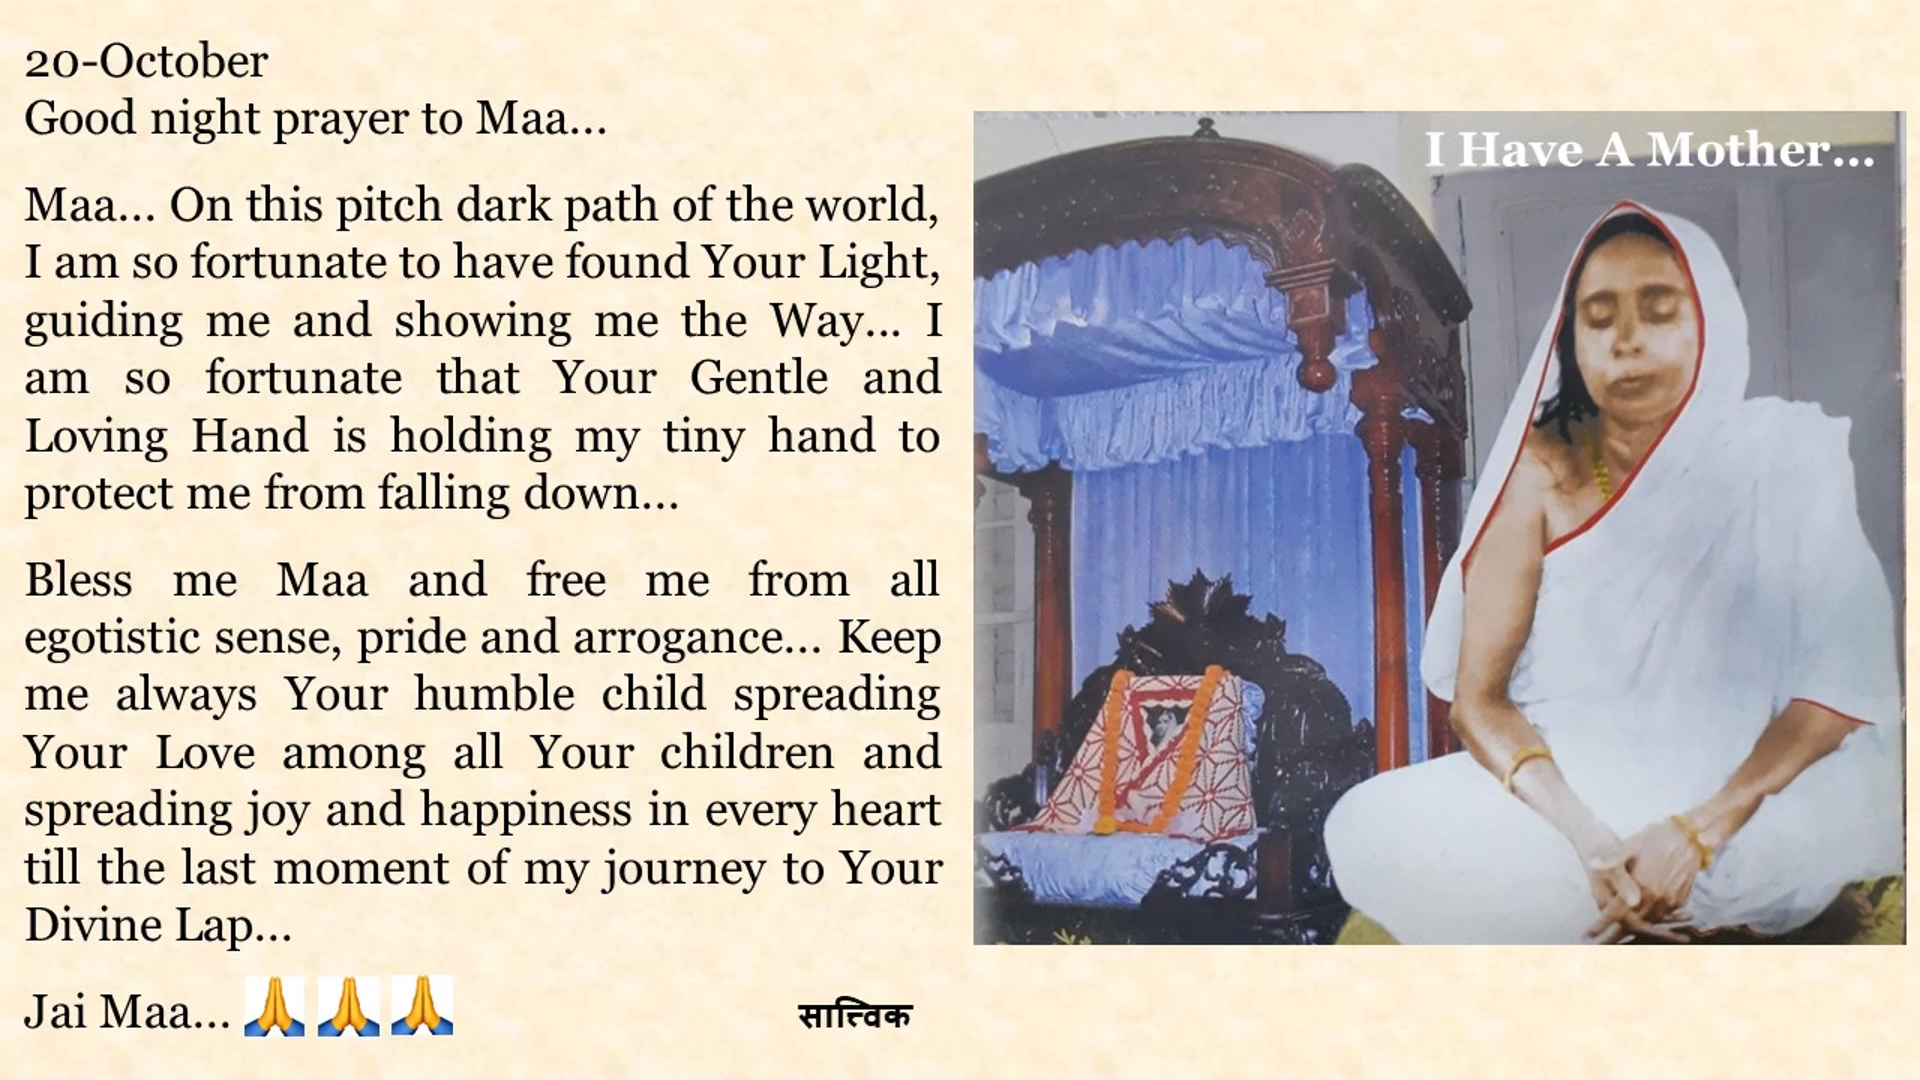 20-October
Good night prayer to Maa...
Maa... On this pitch dark path of the world,
I am so fortunate to have found Your Light,
guiding me and showing me the Way... I
am so fortunate that Your Gentle and
Loving Hand is holding my tiny hand to
protect me from falling down...
Bless me Maa and free me from all
egotistic sense, pride and arrogance... Keep
me always Your humble child spreading
Your Love among all Your children and
spreading joy and happiness in every heart
till the last moment of my journey to Your
Divine Lap...
Jai Maa... 🙏 🙏 🙏
सात्त्विक
I Have A Mother...